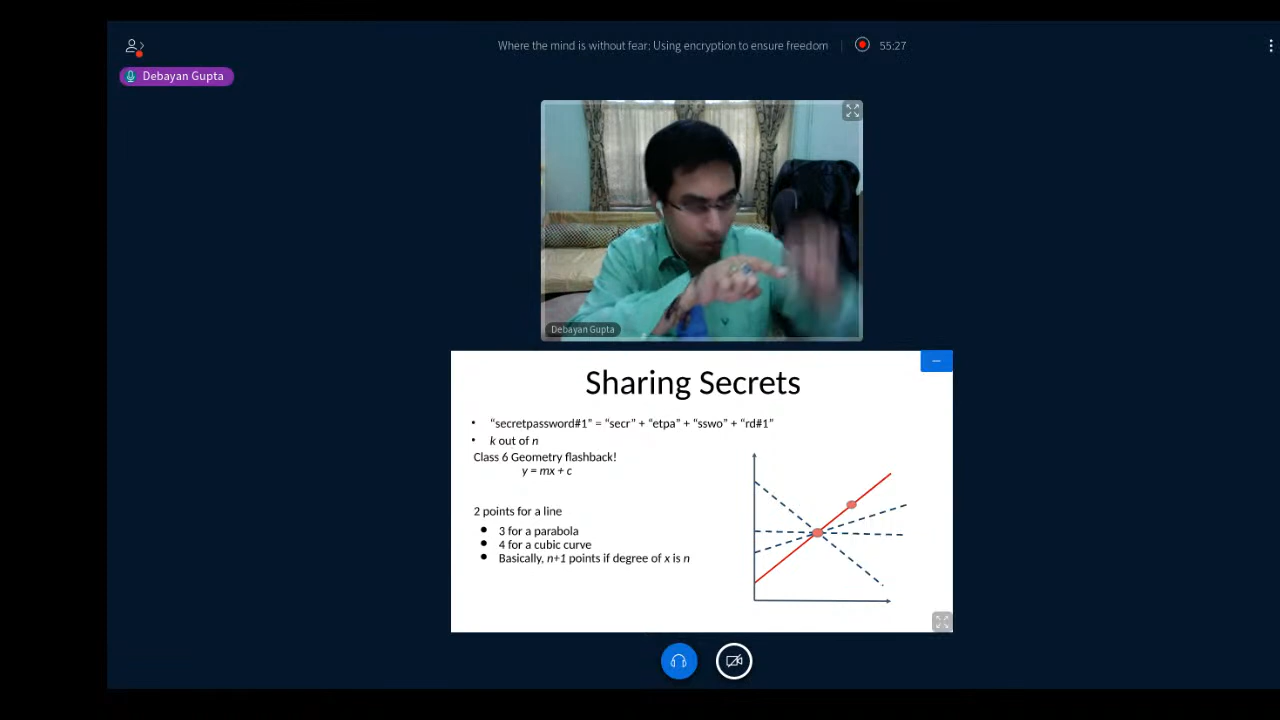 Where the mind is without fear: Using encryption to ensure freedom
55:27
Debayan Gupta
Debayan Gupta
Sharing Secrets
• "secretpassword#1" = "secr" + "etpa" + "sswo" + "rd#1"
• k out of n
Class 6 Geometry flashback!
y = mx + c
2 points for a line
● 3 for a parabola
● 4 for a cubic curve
● Basically, n+1 points if degree of x is n